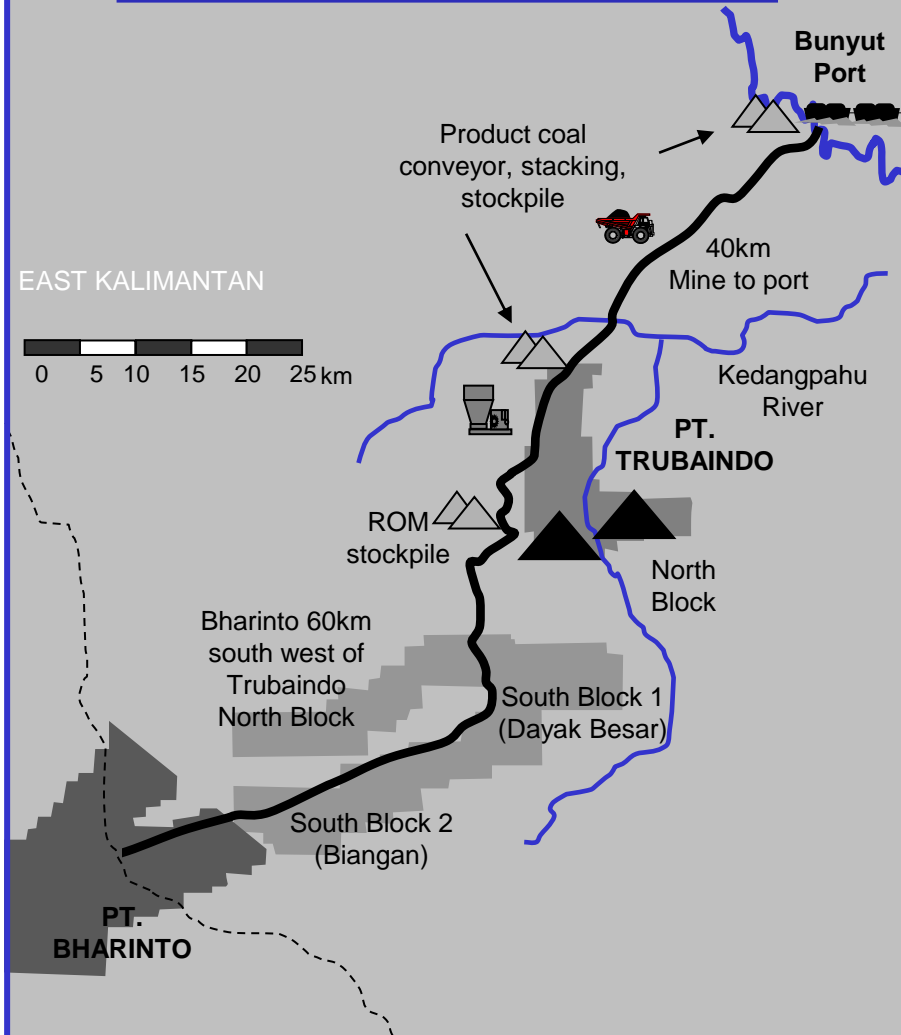 Bunyut
Port
Product coal
conveyor, stacking,
stockpile
40km
Mine to port
EAST KALIMANTAN
0 5 10 15 20 25 km
Kedangpahu
River
PT.
TRUBAINDO
ROM
stockpile
North
Block
Bharinto 60km
south west of
Trubaindo
North Block
South Block 1
(Dayak Besar)
South Block 2
(Biangan)
PT.
BHARINTO